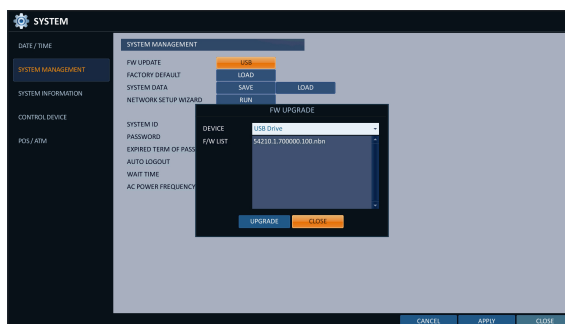 SYSTEM
DATE / TIME
SYSTEM MANAGEMENT
SYSTEM INFORMATION
CONTROL DEVICE
POS / ATM
SYSTEM MANAGEMENT
FW UPDATE USB
FACTORY DEFAULT LOAD
SYSTEM DATA SAVE LOAD
NETWORK SETUP WIZARD RUN
SYSTEM ID
PASSWORD
EXPIRED TERM OF PASS
AUTO LOGOUT
WAIT TIME
AC POWER FREQUENCY
FW UPGRADE
DEVICE USB Drive
F/W LIST 54210.1.700000.100.nbn
UPGRADE CLOSE
CANCEL APPLY CLOSE